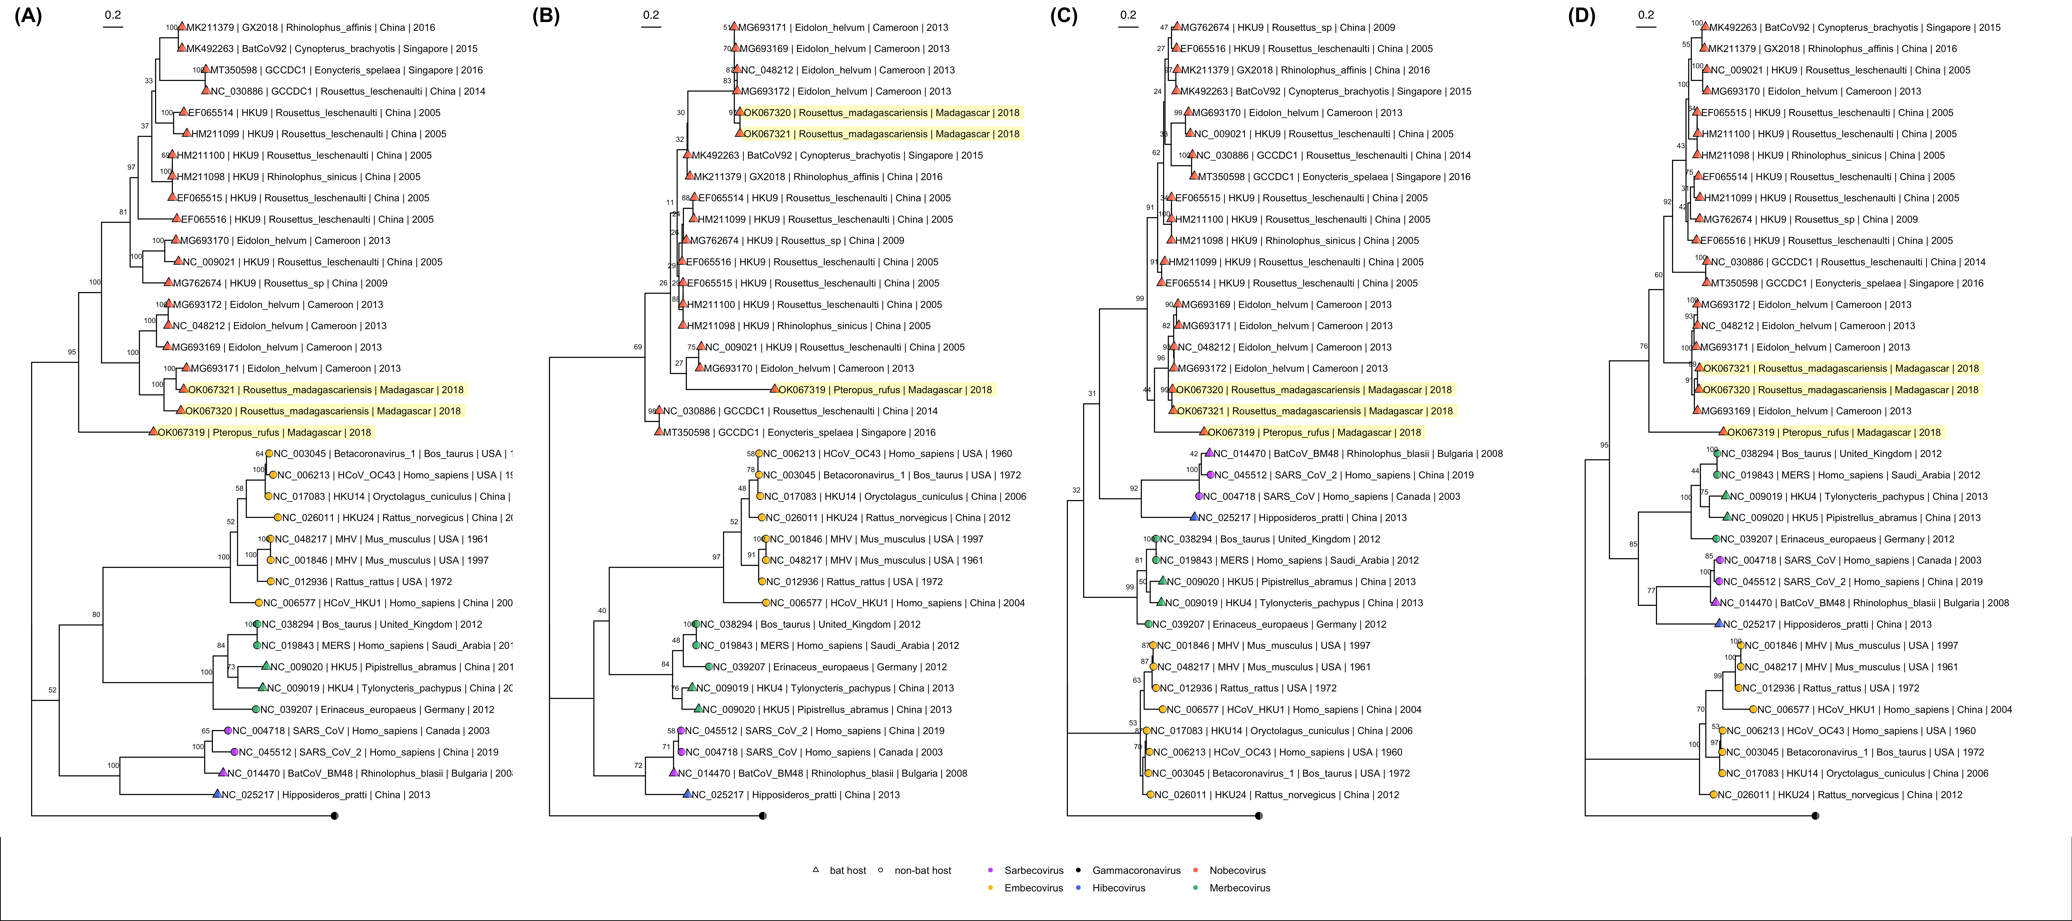 (A)
0.2
MK211379 | GX2018 | Rhinolophus_affinis | China | 2016
MK492263 | BatCoV92 | Cynopterus_brachyotis | Singapore | 2015
MT350598 | GCCDC1 | Eonycteris_spelaea | Singapore | 2016
NC_030886 | GCCDC1 | Rousettus_leschenaulti | China | 2014
EF065514 | HKU9 | Rousettus_leschenaulti | China | 2005
HM211099 | HKU9 | Rousettus_leschenaulti | China | 2005
HM211100 | HKU9 | Rousettus_leschenaulti | China | 2005
HM211098 | HKU9 | Rhinolophus_sinicus | China | 2005
EF065515 | HKU9 | Rousettus_leschenaulti | China | 2005
EF065516 | HKU9 | Rousettus_leschenaulti | China | 2005
MG693170 | Eidolon_helvum | Cameroon | 2013
NC_009021 | HKU9 | Rousettus_leschenaulti | China | 2005
MG762674 | HKU9 | Rousettus_sp | China | 2009
MG693172 | Eidolon_helvum | Cameroon | 2013
NC_048212 | Eidolon_helvum | Cameroon | 2013
MG693169 | Eidolon_helvum | Cameroon | 2013
MG693171 | Eidolon_helvum | Cameroon | 2013
OK067321 | Rousettus_madagascariensis | Madagascar | 2018
OK067320 | Rousettus_madagascariensis | Madagascar | 2018
OK067319 | Pteropus_rufus | Madagascar | 2018
NC_003045 | Betacoronavirus_1 | Bos_taurus | USA | 1
NC_006213 | HCoV_OC43 | Homo_sapiens | USA | 19
NC_017083 | HKU14 | Oryctolagus_cuniculus | China |
NC_026011 | HKU24 | Rattus_norvegicus | China | 20
NC_048217 | MHV | Mus_musculus | USA | 1961
NC_001846 | MHV | Mus_musculus | USA | 1997
NC_012936 | Rattus_rattus | USA | 1972
NC_006577 | HCoV_HKU1 | Homo_sapiens | China | 200
NC_038294 | Bos_taurus | United_Kingdom | 2012
NC_019843 | MERS | Homo_sapiens | Saudi_Arabia | 201
NC_009020 | HKU5 | Pipistrellus_abramus | China | 201
NC_009019 | HKU4 | Tylonycteris_pachypus | China | 20
NC_039207 | Erinaceus_europaeus | Germany | 2012
NC_004718 | SARS_CoV | Homo_sapiens | Canada | 2003
NC_045512 | SARS_CoV_2 | Homo_sapiens | China | 2019
NC_014470 | BatCoV_BM48 | Rhinolophus_blasii | Bulgaria | 200
NC_025217 | Hipposideros_pratti | China | 2013
(B)
0.2
MG693171 | Eidolon_helvum | Cameroon | 2013
MG693169 | Eidolon_helvum | Cameroon | 2013
NC_048212 | Eidolon_helvum | Cameroon | 2013
MG693172 | Eidolon_helvum | Cameroon | 2013
OK067320 | Rousettus_madagascariensis | Madagascar | 2018
OK067321 | Rousettus_madagascariensis | Madagascar | 2018
MK492263 | BatCoV92 | Cynopterus_brachyotis | Singapore | 2015
MK211379 | GX2018 | Rhinolophus_affinis | China | 2016
EF065514 | HKU9 | Rousettus_leschenaulti | China | 2005
HM211099 | HKU9 | Rousettus_leschenaulti | China | 2005
MG762674 | HKU9 | Rousettus_sp | China | 2009
EF065516 | HKU9 | Rousettus_leschenaulti | China | 2005
EF065515 | HKU9 | Rousettus_leschenaulti | China | 2005
HM211100 | HKU9 | Rousettus_leschenaulti | China | 2005
HM211098 | HKU9 | Rhinolophus_sinicus | China | 2005
NC_009021 | HKU9 | Rousettus_leschenaulti | China | 2005
MG693170 | Eidolon_helvum | Cameroon | 2013
OK067319 | Pteropus_rufus | Madagascar | 2018
NC_030886 | GCCDC1 | Rousettus_leschenaulti | China | 2014
MT350598 | GCCDC1 | Eonycteris_spelaea | Singapore | 2016
NC_006213 | HCoV_OC43 | Homo_sapiens | USA | 1960
NC_003045 | Betacoronavirus_1 | Bos_taurus | USA | 1972
NC_017083 | HKU14 | Oryctolagus_cuniculus | China | 2006
NC_026011 | HKU24 | Rattus_norvegicus | China | 2012
NC_001846 | MHV | Mus_musculus | USA | 1997
NC_048217 | MHV | Mus_musculus | USA | 1961
NC_012936 | Rattus_rattus | USA | 1972
NC_006577 | HCoV_HKU1 | Homo_sapiens | China | 2004
NC_038294 | Bos_taurus | United_Kingdom | 2012
NC_019843 | MERS | Homo_sapiens | Saudi_Arabia | 2012
NC_039207 | Erinaceus_europaeus | Germany | 2012
NC_009019 | HKU4 | Tylonycteris_pachypus | China | 2013
NC_009020 | HKU5 | Pipistrellus_abramus | China | 2013
NC_045512 | SARS_CoV_2 | Homo_sapiens | China | 2019
NC_004718 | SARS_CoV | Homo_sapiens | Canada | 2003
NC_014470 | BatCoV_BM48 | Rhinolophus_blasii | Bulgaria | 2008
NC_025217 | Hipposideros_pratti | China | 2013
(C)
0.2
MG762674 | HKU9 | Rousettus_sp | China | 2009
EF065516 | HKU9 | Rousettus_leschenaulti | China | 2005
MK211379 | GX2018 | Rhinolophus_affinis | China | 2016
MK492263 | BatCoV92 | Cynopterus_brachyotis | Singapore | 2015
MG693170 | Eidolon_helvum | Cameroon | 2013
NC_009021 | HKU9 | Rousettus_leschenaulti | China | 2005
NC_030886 | GCCDC1 | Rousettus_leschenaulti | China | 2014
MT350598 | GCCDC1 | Eonycteris_spelaea | Singapore | 2016
EF065515 | HKU9 | Rousettus_leschenaulti | China | 2005
HM211100 | HKU9 | Rousettus_leschenaulti | China | 2005
HM211098 | HKU9 | Rhinolophus_sinicus | China | 2005
HM211099 | HKU9 | Rousettus_leschenaulti | China | 2005
EF065514 | HKU9 | Rousettus_leschenaulti | China | 2005
MG693169 | Eidolon_helvum | Cameroon | 2013
MG693171 | Eidolon_helvum | Cameroon | 2013
NC_048212 | Eidolon_helvum | Cameroon | 2013
MG693172 | Eidolon_helvum | Cameroon | 2013
OK067320 | Rousettus_madagascariensis | Madagascar | 2018
OK067321 | Rousettus_madagascariensis | Madagascar | 2018
OK067319 | Pteropus_rufus | Madagascar | 2018
NC_014470 | BatCoV_BM48 | Rhinolophus_blasii | Bulgaria | 2008
NC_045512 | SARS_CoV_2 | Homo_sapiens | China | 2019
NC_004718 | SARS_CoV | Homo_sapiens | Canada | 2003
NC_025217 | Hipposideros_pratti | China | 2013
NC_038294 | Bos_taurus | United_Kingdom | 2012
NC_019843 | MERS | Homo_sapiens | Saudi_Arabia | 2012
NC_009020 | HKU5 | Pipistrellus_abramus | China | 2013
NC_009019 | HKU4 | Tylonycteris_pachypus | China | 2013
NC_039207 | Erinaceus_europaeus | Germany | 2012
NC_001846 | MHV | Mus_musculus | USA | 1997
NC_048217 | MHV | Mus_musculus | USA | 1961
NC_012936 | Rattus_rattus | USA | 1972
NC_006577 | HCoV_HKU1 | Homo_sapiens | China | 2004
NC_017083 | HKU14 | Oryctolagus_cuniculus | China | 2006
NC_006213 | HCoV_OC43 | Homo_sapiens | USA | 1960
NC_003045 | Betacoronavirus_1 | Bos_taurus | USA | 1972
NC_026011 | HKU24 | Rattus_norvegicus | China | 2012
(D)
0.2
MK492263 | BatCoV92 | Cynopterus_brachyotis | Singapore | 2015
MK211379 | GX2018 | Rhinolophus_affinis | China | 2016
NC_009021 | HKU9 | Rousettus_leschenaulti | China | 2005
MG693170 | Eidolon_helvum | Cameroon | 2013
EF065515 | HKU9 | Rousettus_leschenaulti | China | 2005
HM211100 | HKU9 | Rousettus_leschenaulti | China | 2005
HM211098 | HKU9 | Rhinolophus_sinicus | China | 2005
EF065514 | HKU9 | Rousettus_leschenaulti | China | 2005
HM211099 | HKU9 | Rousettus_leschenaulti | China | 2005
MG762674 | HKU9 | Rousettus_sp | China | 2009
EF065516 | HKU9 | Rousettus_leschenaulti | China | 2005
NC_030886 | GCCDC1 | Rousettus_leschenaulti | China | 2014
MT350598 | GCCDC1 | Eonycteris_spelaea | Singapore | 2016
MG693172 | Eidolon_helvum | Cameroon | 2013
NC_048212 | Eidolon_helvum | Cameroon | 2013
MG693171 | Eidolon_helvum | Cameroon | 2013
OK067321 | Rousettus_madagascariensis | Madagascar | 2018
OK067320 | Rousettus_madagascariensis | Madagascar | 2018
MG693169 | Eidolon_helvum | Cameroon | 2013
OK067319 | Pteropus_rufus | Madagascar | 2018
NC_038294 | Bos_taurus | United_Kingdom | 2012
NC_019843 | MERS | Homo_sapiens | Saudi_Arabia | 2012
NC_009019 | HKU4 | Tylonycteris_pachypus | China | 2013
NC_009020 | HKU5 | Pipistrellus_abramus | China | 2013
NC_039207 | Erinaceus_europaeus | Germany | 2012
NC_004718 | SARS_CoV | Homo_sapiens | Canada | 2003
NC_045512 | SARS_CoV_2 | Homo_sapiens | China | 2019
NC_014470 | BatCoV_BM48 | Rhinolophus_blasii | Bulgaria | 2008
NC_025217 | Hipposideros_pratti | China | 2013
NC_001846 | MHV | Mus_musculus | USA | 1997
NC_048217 | MHV | Mus_musculus | USA | 1961
NC_012936 | Rattus_rattus | USA | 1972
NC_006577 | HCoV_HKU1 | Homo_sapiens | China | 2004
NC_006213 | HCoV_OC43 | Homo_sapiens | USA | 1960
NC_003045 | Betacoronavirus_1 | Bos_taurus | USA | 1972
NC_017083 | HKU14 | Oryctolagus_cuniculus | China | 2006
NC_026011 | HKU24 | Rattus_norvegicus | China | 2012
bat host
non-bat host
Sarbecovirus
Gammacoronavirus
Nobecovirus
Embecovirus
Hibecovirus
Merbecovirus